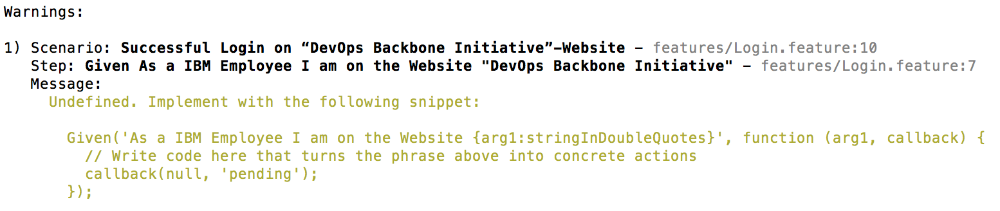 Warnings:
1) Scenario: Successful Login on “DevOps Backbone Initiative”-Website - features/Login.feature:10
Step: Given As a IBM Employee I am on the Website "DevOps Backbone Initiative" - features/Login.feature:7
Message:
Undefined. Implement with the following snippet:
Given('As a IBM Employee I am on the Website {arg1:stringInDoubleQuotes}', function (arg1, callback) {
// Write code here that turns the phrase above into concrete actions
callback(null, 'pending');
});